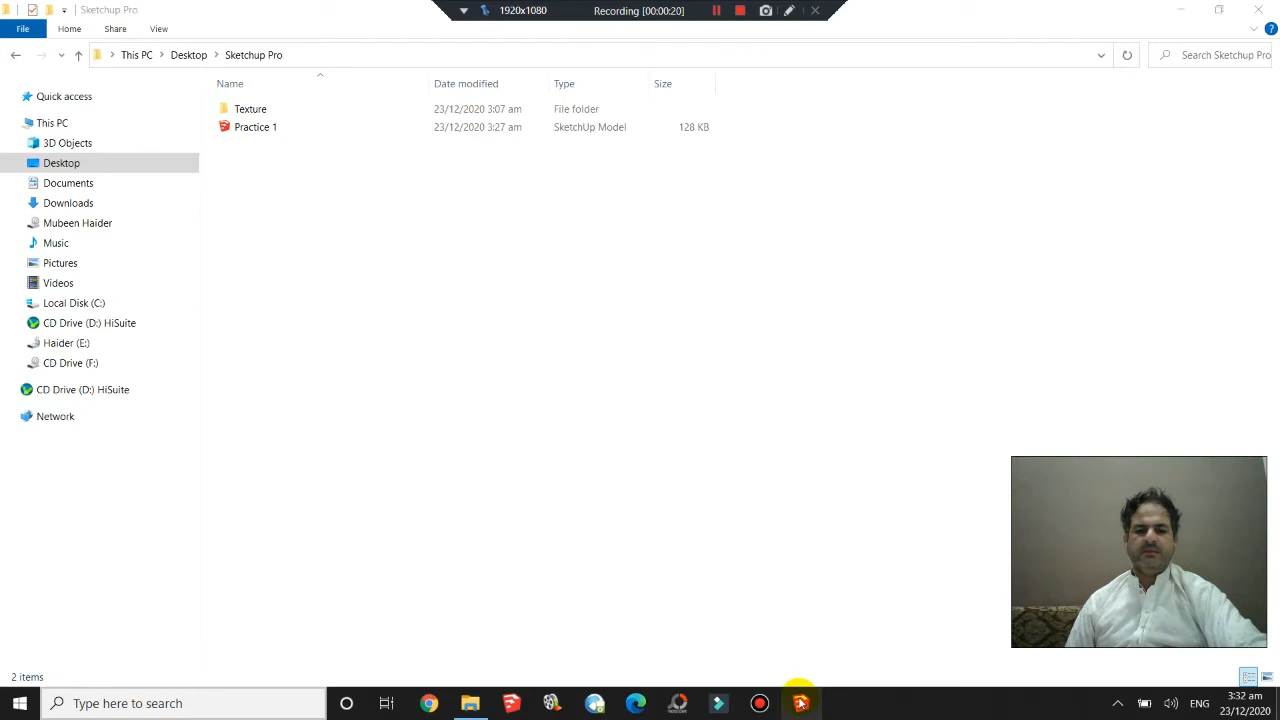 1920x1080
Recording [00:00:20]
Sketchup Pro
File
Home
Share
View
This PC
Desktop
Sketchup Pro
Search Sketchup Pro
Name
Date modified
Type
Size
Texture
23/12/2020 3:07 am
File folder
Practice 1
23/12/2020 3:27 am
SketchUp Model
128 KB
Quick access
This PC
3D Objects
Desktop
Documents
Downloads
Mubeen Haider
Music
Pictures
Videos
Local Disk (C:)
CD Drive (D:) HiSuite
Haider (E:)
CD Drive (F:)
CD Drive (D:) HiSuite
Network
2 items
Type here to search
ENG
3:32 am
23/12/2020